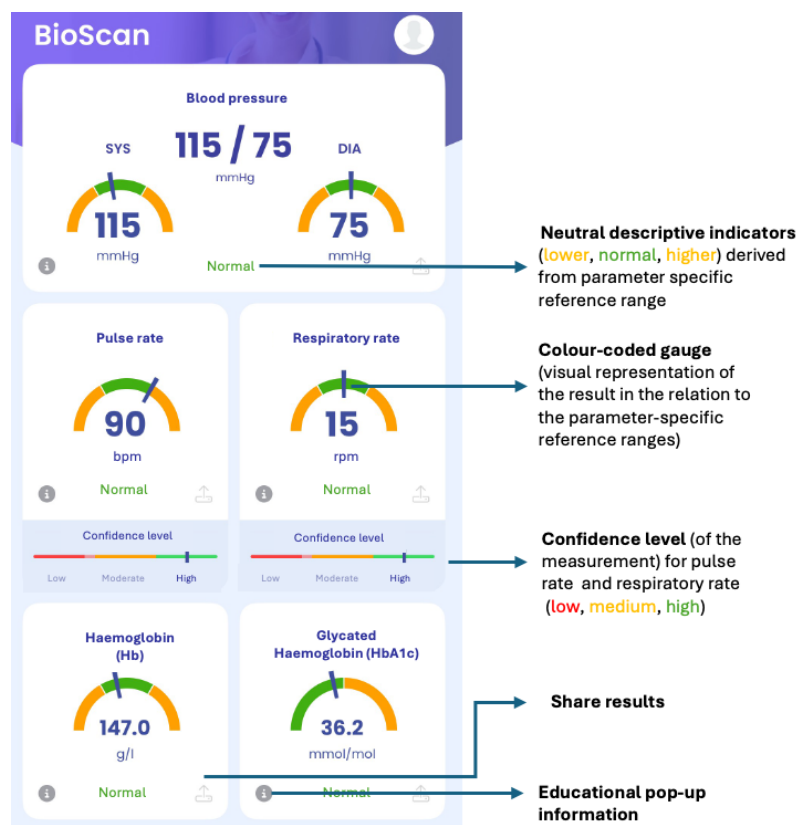 BioScan
Blood pressure
SYS
115 / 75
mmHg
DIA
115
mmHg
75
mmHg
Normal
Neutral descriptive indicators
(lower, normal, higher) derived
from parameter specific
reference range
Pulse rate
90
bpm
Normal
Respiratory rate
15
rpm
Normal
Colour-coded gauge
(visual representation of
the result in the relation to
the parameter-specific
reference ranges)
Confidence level
Low Moderate High
Confidence level
Low Moderate High
Confidence level (of the
measurement) for pulse
rate and respiratory rate
(low, medium, high)
Haemoglobin
(Hb)
147.0
g/l
Normal
Glycated
Haemoglobin (HbA1c)
36.2
mmol/mol
Normal
Share results
Educational pop-up
information